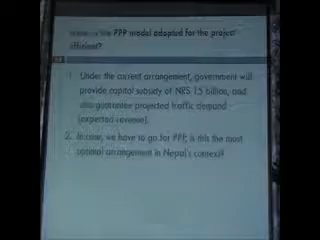 is the PPP model adopted for the project
efficient?
1. Under the current arrangement, government will
provide capital subsidy of NRS 15 billion, and
also guarantee projected traffic demand
(expected revenue).
2. In case, we have to go for PPP, is this the most
optimal arrangement in Nepal's context?